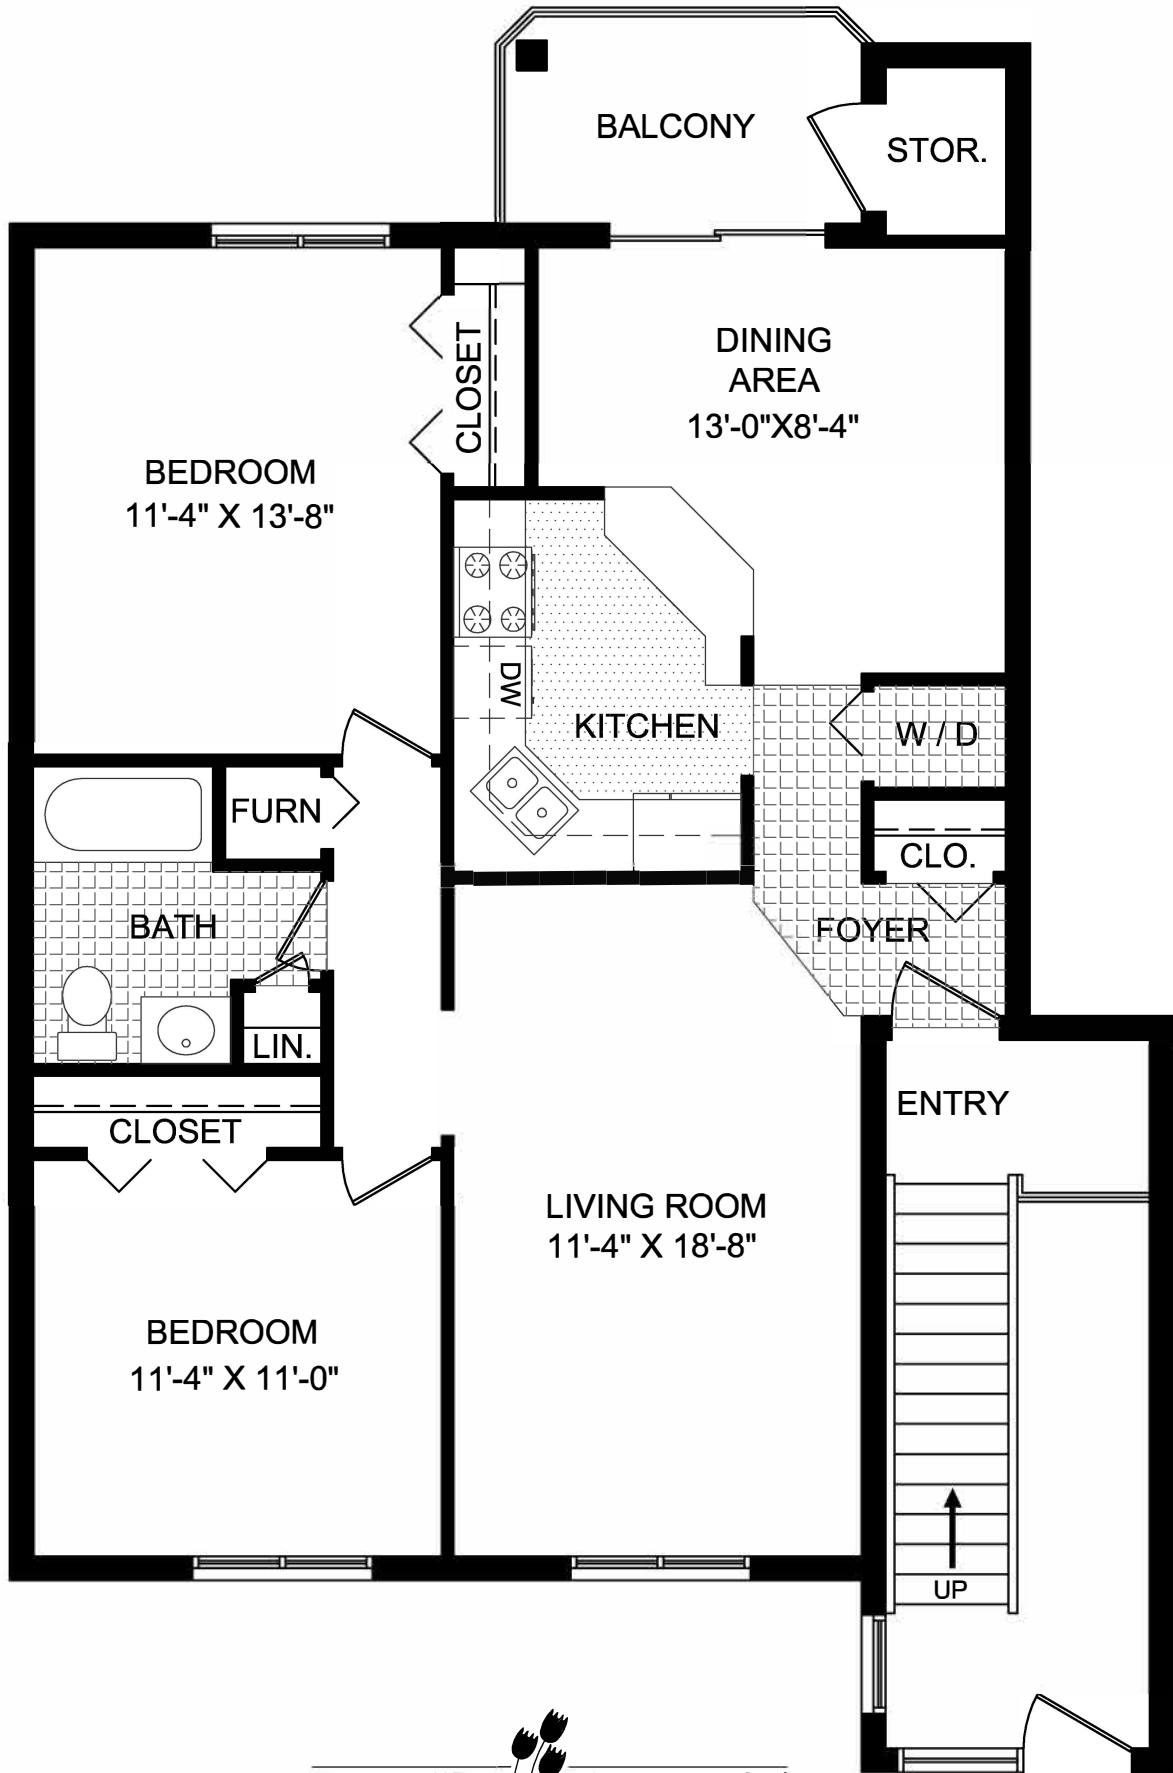 BALCONY
STOR.
DINING
AREA
13'-0"X8'-4"
CLOSET
BEDROOM
11'-4" X 13'-8"
DW
KITCHEN
W / D
FURN
CLO.
BATH
FOYER
LIN.
ENTRY
CLOSET
LIVING ROOM
11'-4" X 18'-8"
BEDROOM
11'-4" X 11'-0"
UP